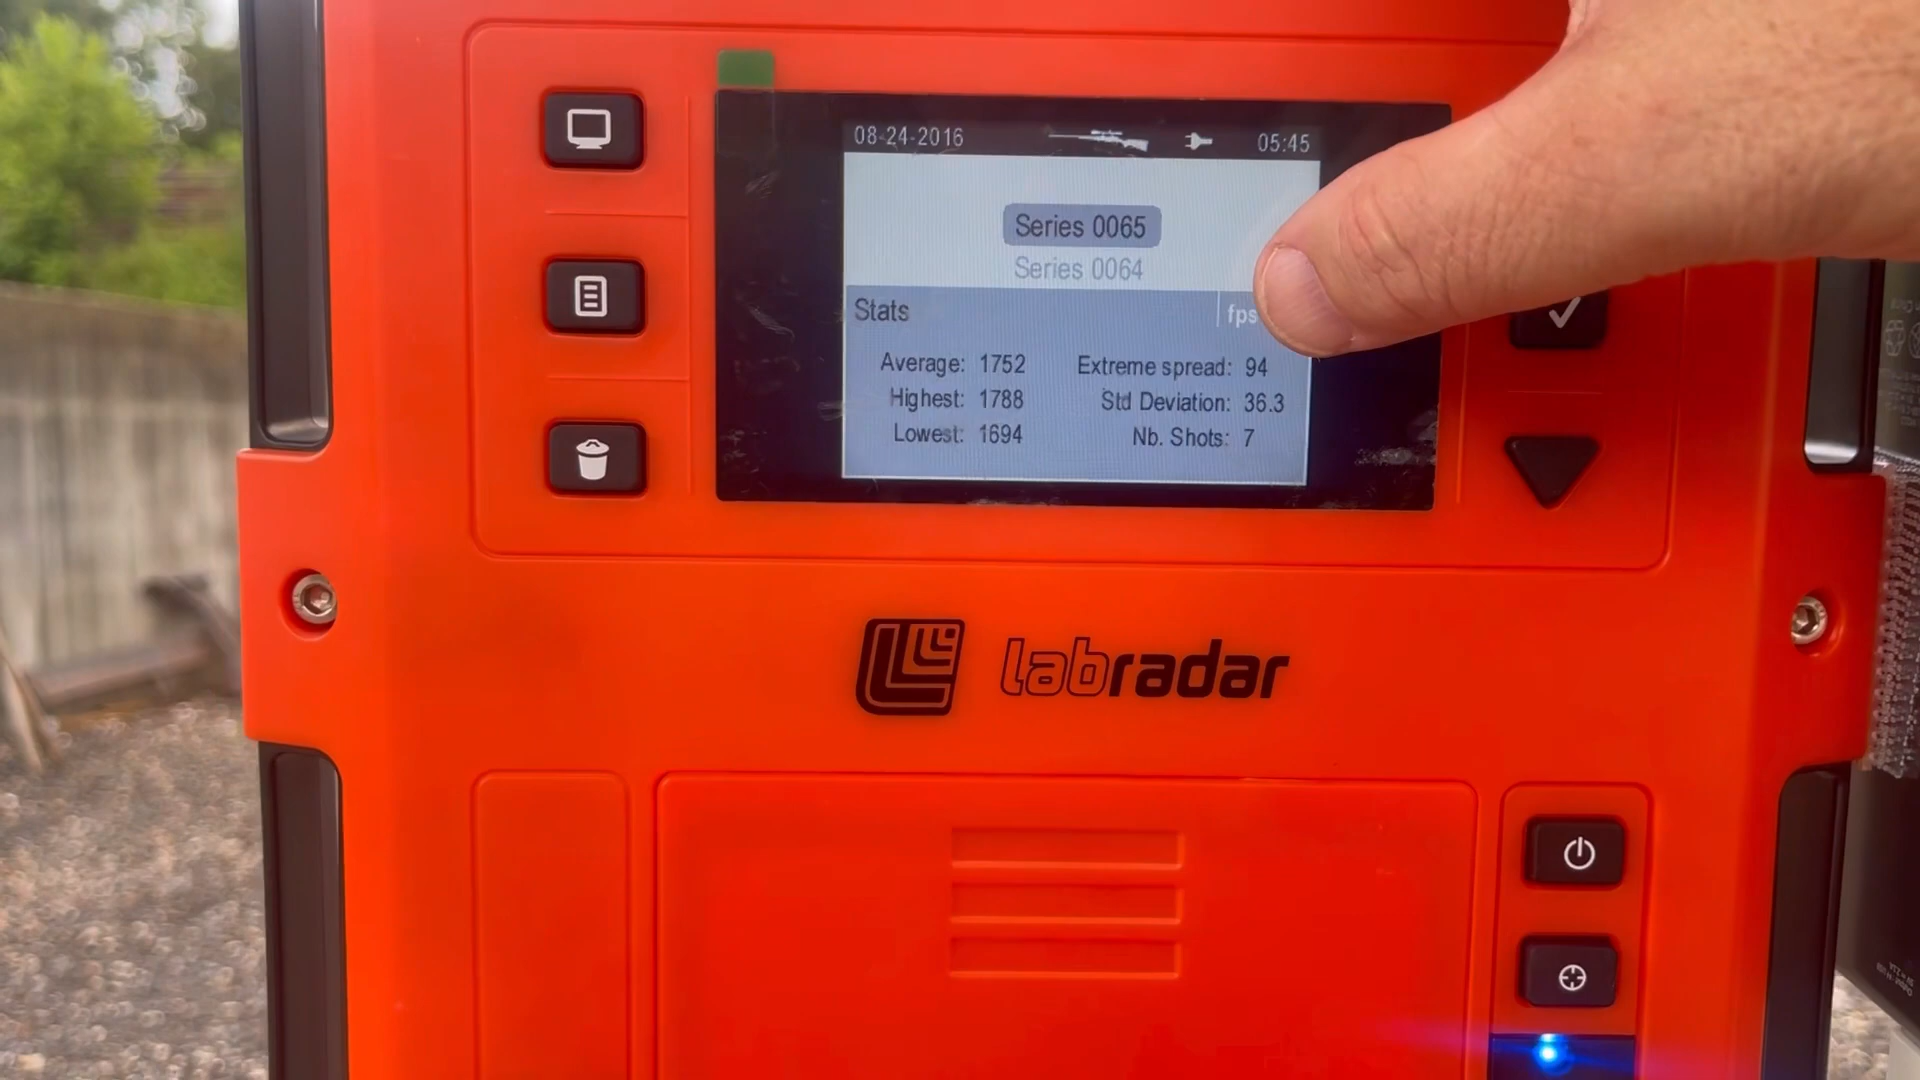 08-24-2016 05:45
Series 0065
Series 0064
Stats fps
Average: 1752 Extreme spread: 94
Highest: 1788 Std Deviation: 36.3
Lowest: 1694 Nb. Shots: 7
labradar